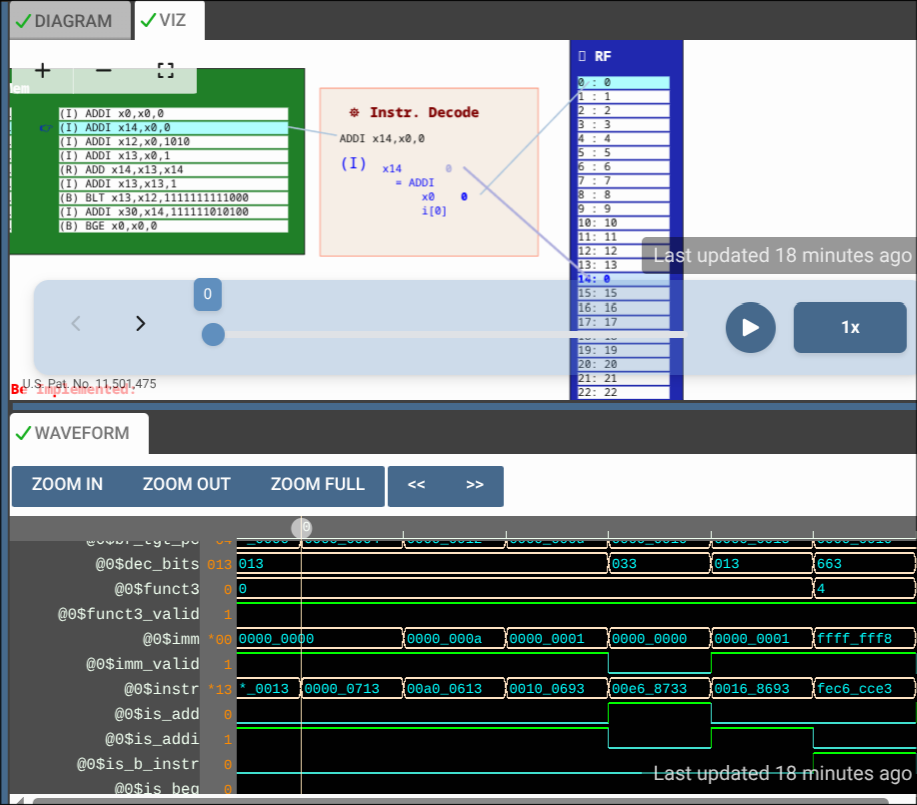 DIAGRAM
VIZ
(I) ADDI x0,x0,0
(I) ADDI x14,x0,0
(I) ADDI x12,x0,1010
(I) ADDI x13,x0,1
(R) ADD x14,x13,x14
(I) ADDI x13,x13,1
(B) BLT x13,x12,1111111111000
(I) ADDI x30,x14,111111010100
(B) BGE x0,x0,0
Instr. Decode
ADDI x14,x0,0
(I) x14 0
= ADDI
x0 0
i[0]
RF
0 : 0
1 : 1
2 : 2
3 : 3
4 : 4
5 : 5
6 : 6
7 : 7
8 : 8
9 : 9
10: 10
11: 11
12: 12
13: 13
14: 0
15: 15
16: 16
17: 17
19: 19
20: 20
21: 21
22: 22
Last updated 18 minutes ago
0
1x
U.S. Pat. No. 11,501,475
Be implemented:
WAVEFORM
ZOOM IN ZOOM OUT ZOOM FULL << >>
0
@0$dec_bits 013 013 033 013 663
@0$funct3 0 0 4
@0$funct3_valid 1
@0$imm *00 0000_0000 0000_000a 0000_0001 0000_0000 0000_0001 ffff_fff8
@0$imm_valid 1
@0$instr *13 *_0013 0000_0713 00a0_0613 0010_0693 00e6_8733 0016_8693 fec6_cce3
@0$is_add 0
@0$is_addi 1
@0$is_b_instr 0
@0$is_beq 0
Last updated 18 minutes ago